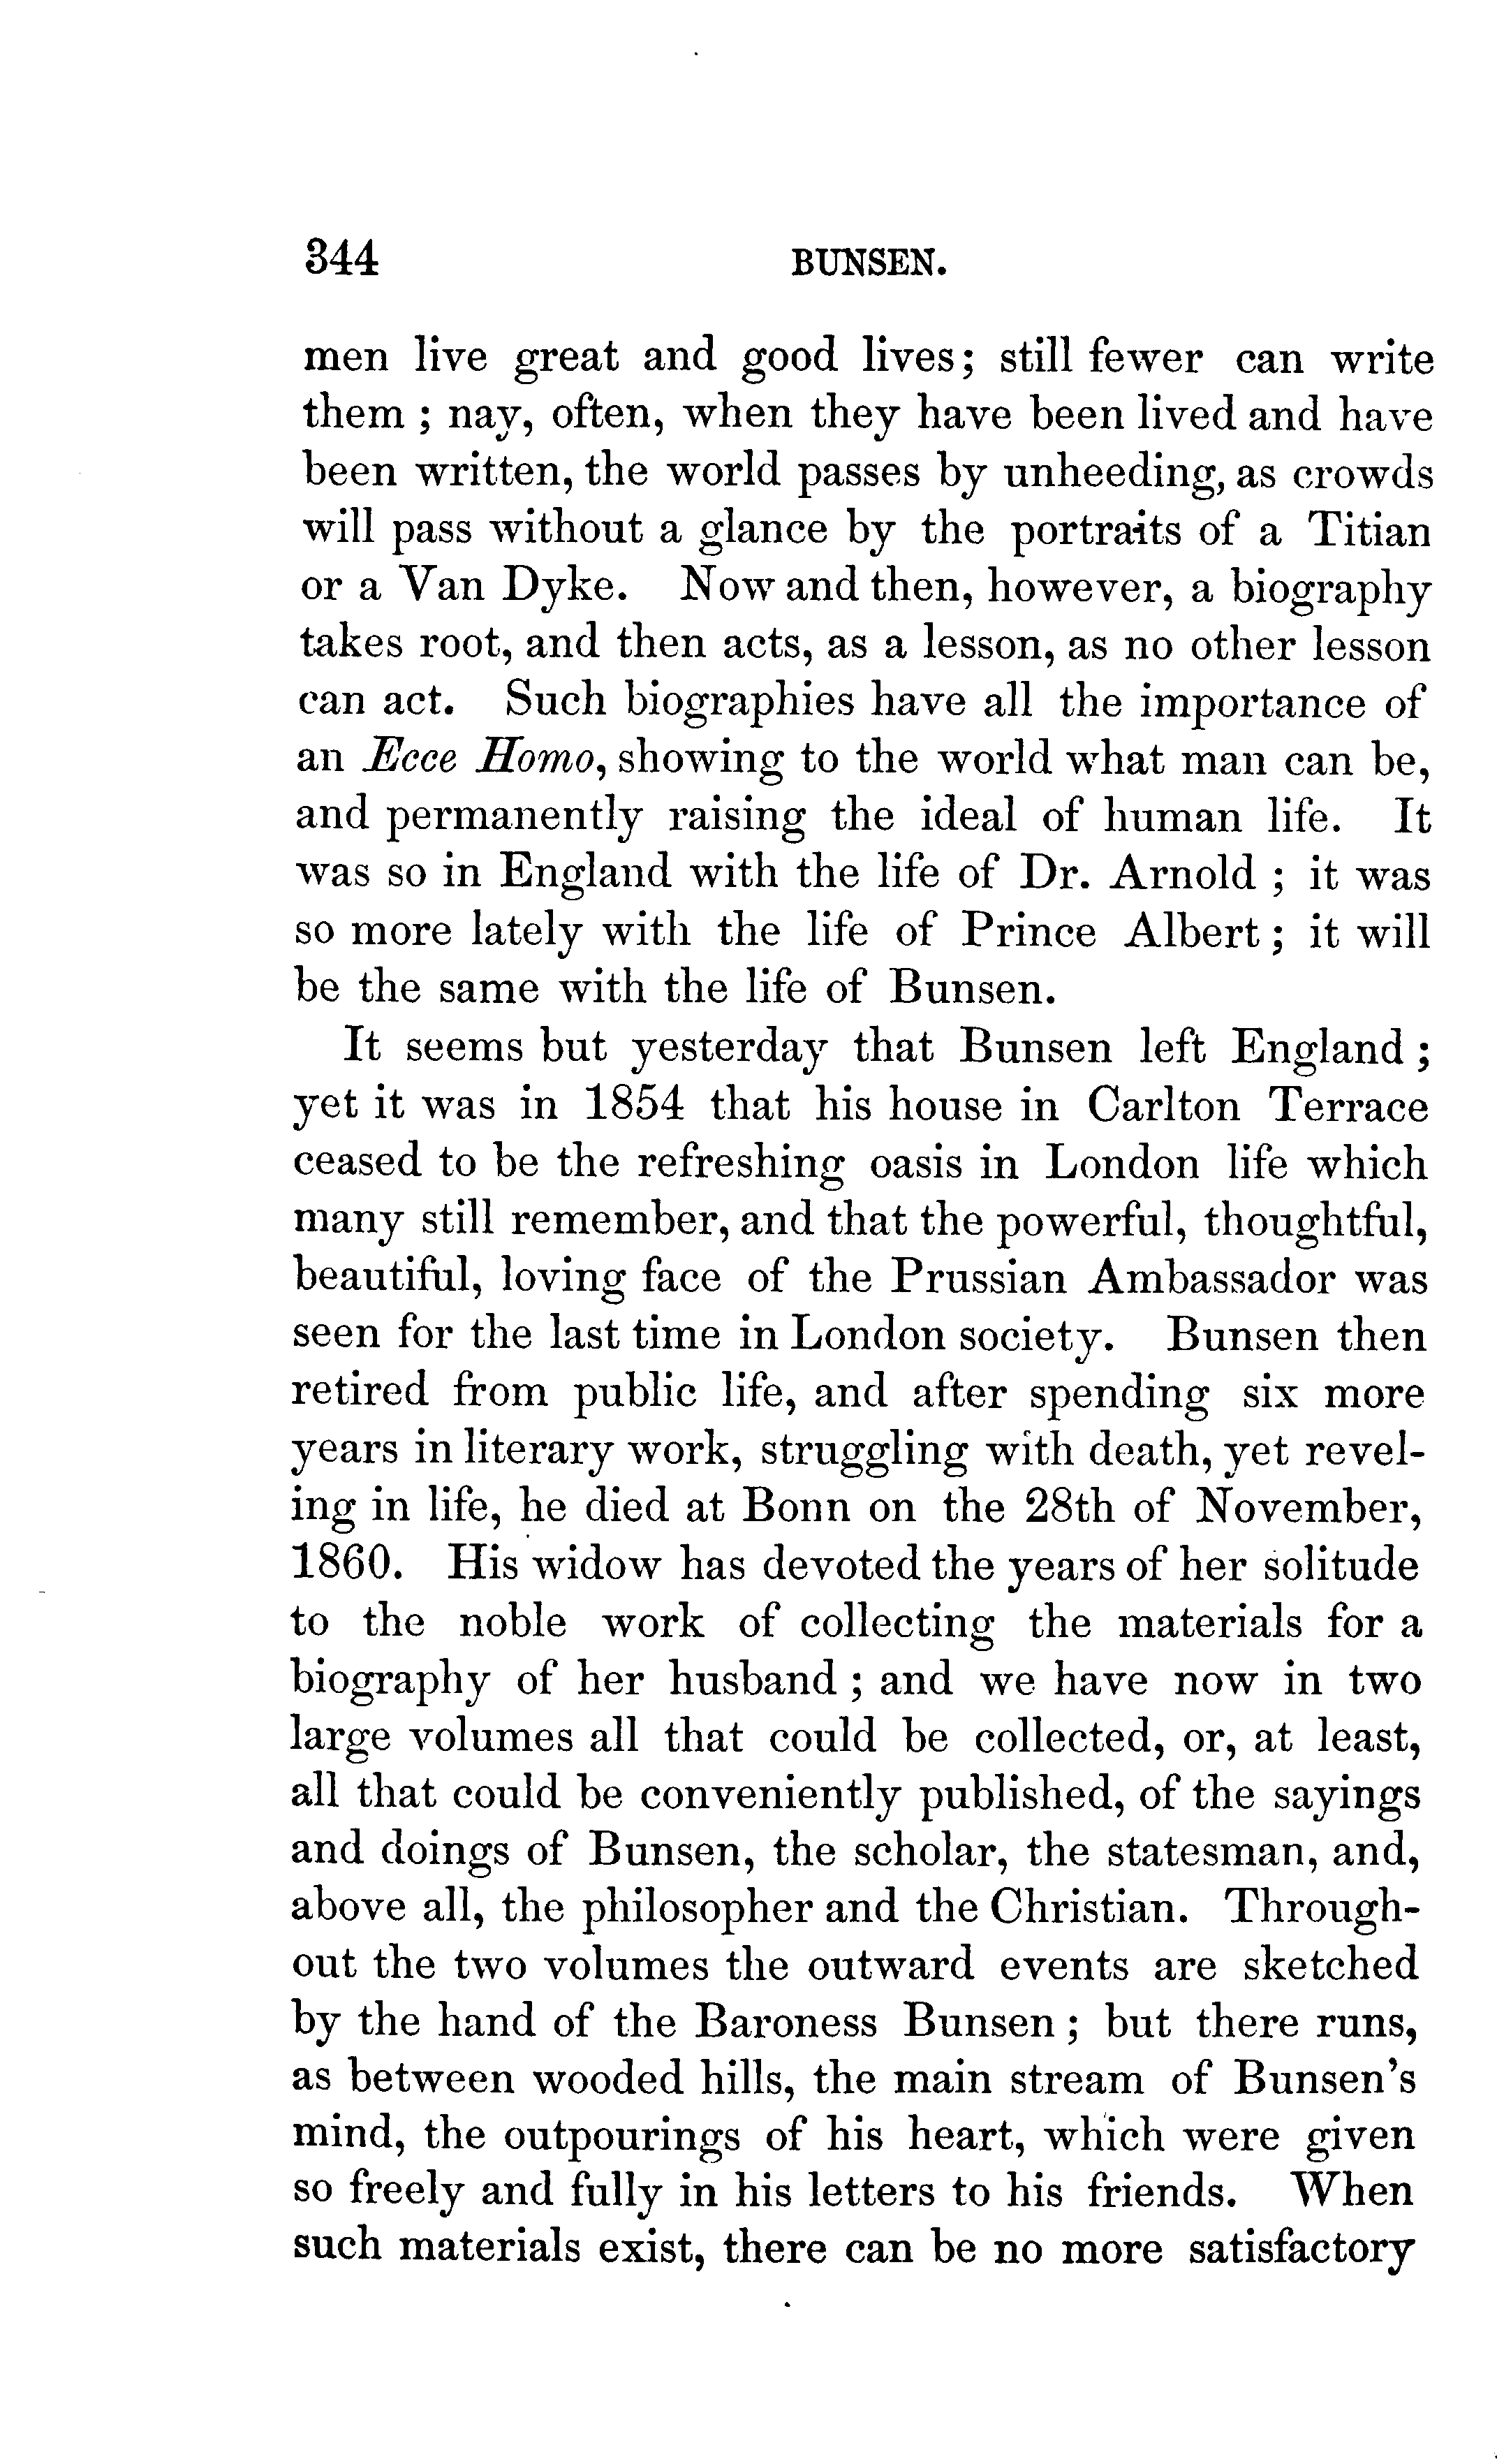 344 BUNSEN.
men live great and good lives; still fewer can write
them ; nay, often, when they have been lived and have
been written, the world passes by unheeding, as crowds
will pass without a glance by the portraits of a Titian
or a Van Dyke. Now and then, however, a biography
takes root, and then acts, as a lesson, as no other lesson
can act. Such biographies have all the importance of
an Ecce Homo, showing to the world what man can be,
and permanently raising the ideal of human life. It
was so in England with the life of Dr. Arnold ; it was
so more lately with the life of Prince Albert ; it will
be the same with the life of Bunsen.
It seems but yesterday that Bunsen left England ;
yet it was in 1854 that his house in Carlton Terrace
ceased to be the refreshing oasis in London life which
many still remember, and that the powerful, thoughtful,
beautiful, loving face of the Prussian Ambassador was
seen for the last time in London society. Bunsen then
retired from public life, and after spending six more
years in literary work, struggling with death, yet revel-
ing in life, he died at Bonn on the 28th of November,
1860. His widow has devoted the years of her solitude
to the noble work of collecting the materials for a
biography of her husband ; and we have now in two
large volumes all that could be collected, or, at least,
all that could be conveniently published, of the sayings
and doings of Bunsen, the scholar, the statesman, and,
above all, the philosopher and the Christian. Through-
out the two volumes the outward events are sketched
by the hand of the Baroness Bunsen ; but there runs,
as between wooded hills, the main stream of Bunsen's
mind, the outpourings of his heart, which were given
so freely and fully in his letters to his friends. When
such materials exist, there can be no more satisfactory